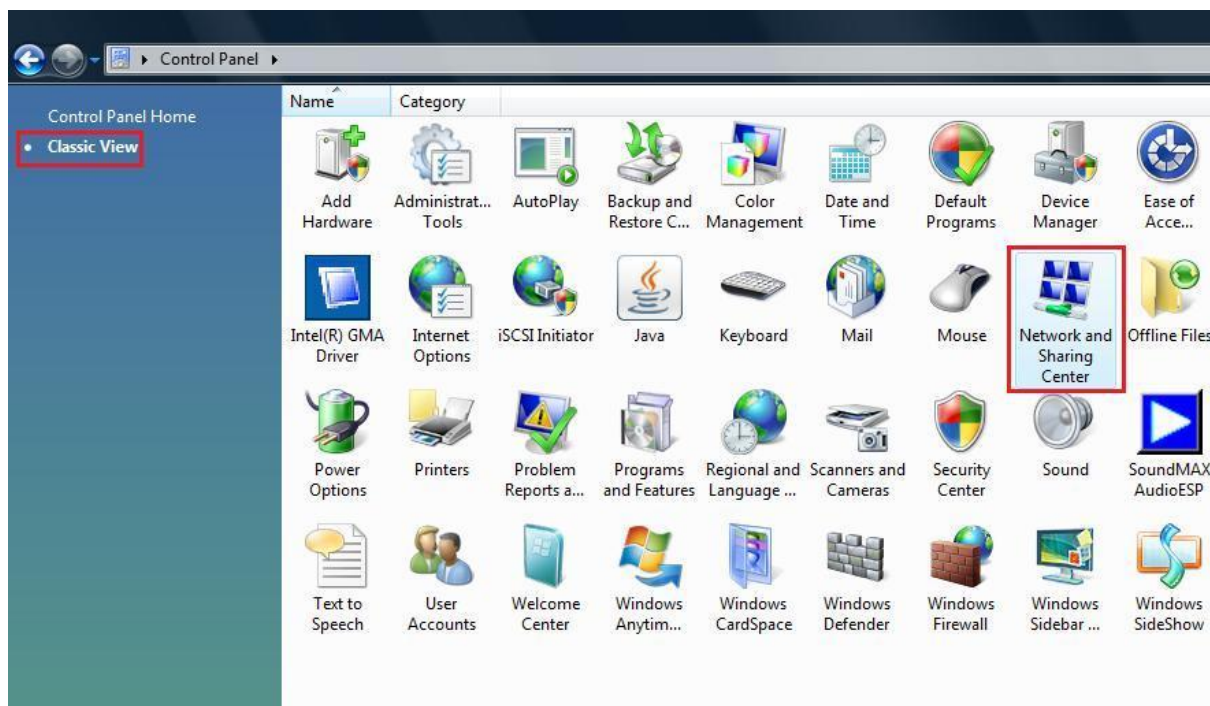 Control Panel
Control Panel Home
Classic View
Name Category
Add Hardware
Administrat... Tools
AutoPlay
Backup and Restore C...
Color Management
Date and Time
Default Programs
Device Manager
Ease of Acce...
Intel(R) GMA Driver
Internet Options
iSCSI Initiator
Java
Keyboard
Mail
Mouse
Network and Sharing Center
Offline Files
Power Options
Printers
Problem Reports a...
Programs and Features
Regional and Language ...
Scanners and Cameras
Security Center
Sound
SoundMAX AudioESP
Text to Speech
User Accounts
Welcome Center
Windows Anytim...
Windows CardSpace
Windows Defender
Windows Firewall
Windows Sidebar ...
Windows SideShow